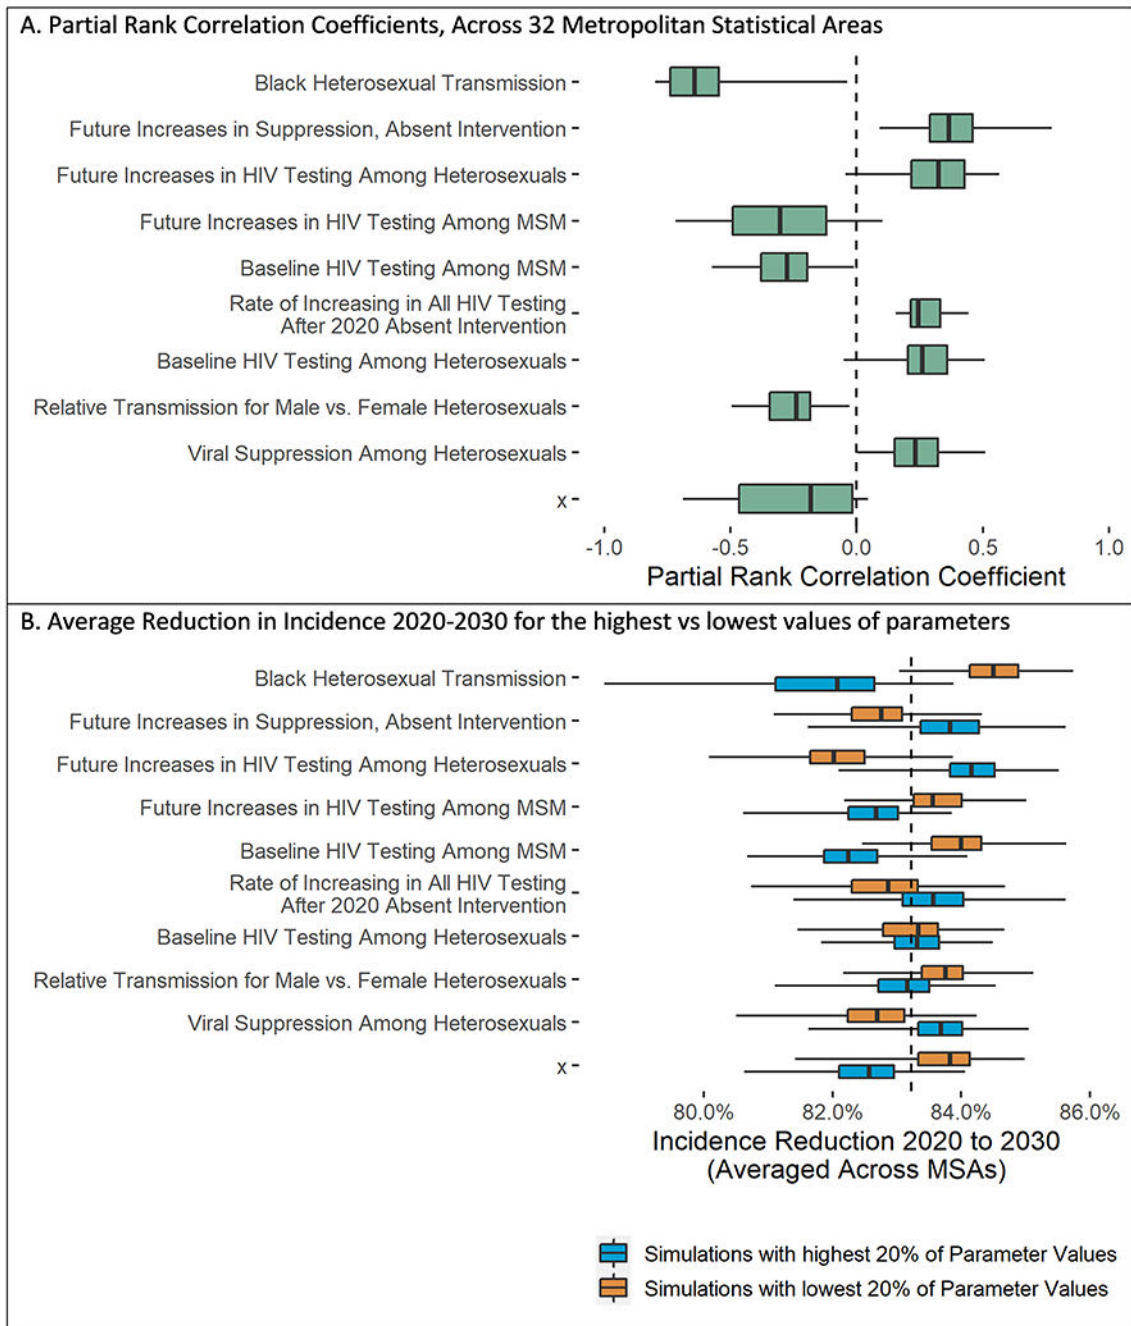 A. Partial Rank Correlation Coefficients, Across 32 Metropolitan Statistical Areas
Black Heterosexual Transmission
Future Increases in Suppression, Absent Intervention
Future Increases in HIV Testing Among Heterosexuals
Future Increases in HIV Testing Among MSM
Baseline HIV Testing Among MSM
Rate of Increasing in All HIV Testing
After 2020 Absent Intervention
Baseline HIV Testing Among Heterosexuals
Relative Transmission for Male vs. Female Heterosexuals
Viral Suppression Among Heterosexuals
x
-1.0 -0.5 0.0 0.5 1.0
Partial Rank Correlation Coefficient
B. Average Reduction in Incidence 2020-2030 for the highest vs lowest values of parameters
Black Heterosexual Transmission
Future Increases in Suppression, Absent Intervention
Future Increases in HIV Testing Among Heterosexuals
Future Increases in HIV Testing Among MSM
Baseline HIV Testing Among MSM
Rate of Increasing in All HIV Testing
After 2020 Absent Intervention
Baseline HIV Testing Among Heterosexuals
Relative Transmission for Male vs. Female Heterosexuals
Viral Suppression Among Heterosexuals
x
80.0% 82.0% 84.0% 86.0%
Incidence Reduction 2020 to 2030
(Averaged Across MSAs)
Simulations with highest 20% of Parameter Values
Simulations with lowest 20% of Parameter Values